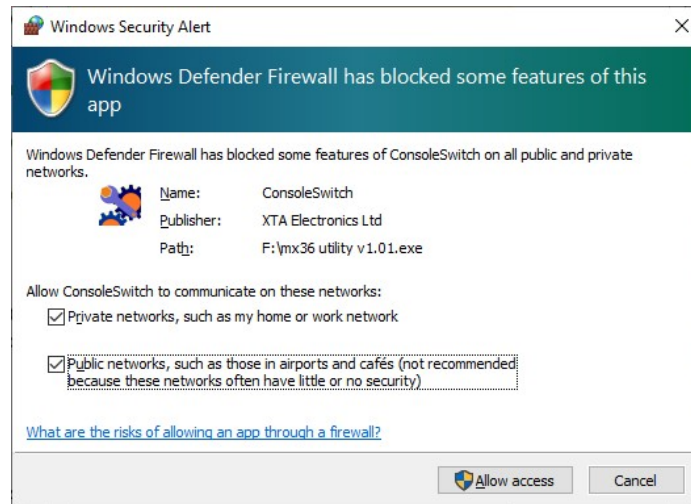 Windows Security Alert
Windows Defender Firewall has blocked some features of this
app
Windows Defender Firewall has blocked some features of ConsoleSwitch on all public and private
networks.
Name: ConsoleSwitch
Publisher: XTA Electronics Ltd
Path: F:\mx36 utility v1.01.exe
Allow ConsoleSwitch to communicate on these networks:
Private networks, such as my home or work network
Public networks, such as those in airports and cafés (not recommended
because these networks often have little or no security)
What are the risks of allowing an app through a firewall?
Allow access Cancel